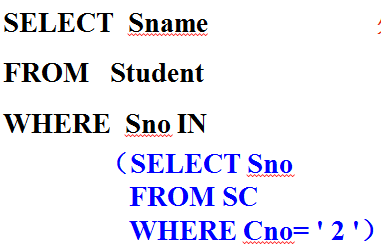 SELECT Sname
FROM Student
WHERE Sno IN
（SELECT Sno
FROM SC
WHERE Cno= ' 2 '）